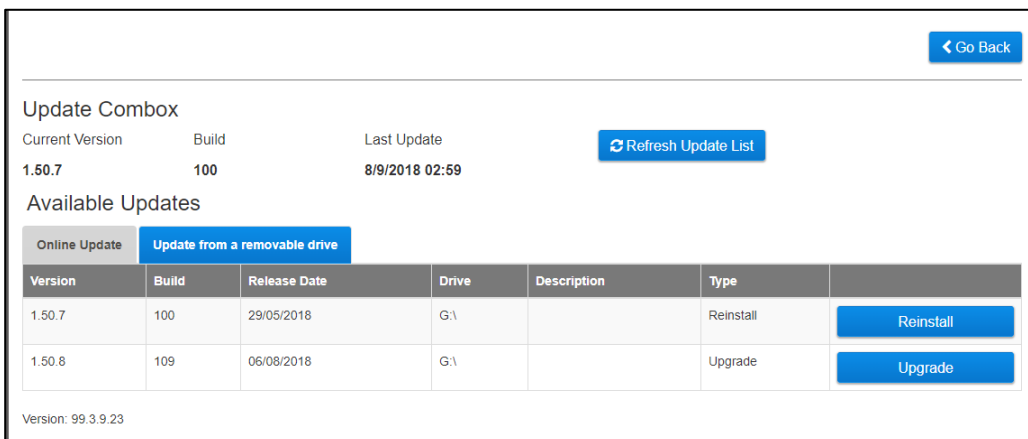 Go Back
Update Combox
Current Version Build Last Update Refresh Update List
1.50.7 100 8/9/2018 02:59
Available Updates
Online Update Update from a removable drive
Version Build Release Date Drive Description Type
1.50.7 100 29/05/2018 G:\ Reinstall Reinstall
1.50.8 109 06/08/2018 G:\ Upgrade Upgrade
Version: 99.3.9.23